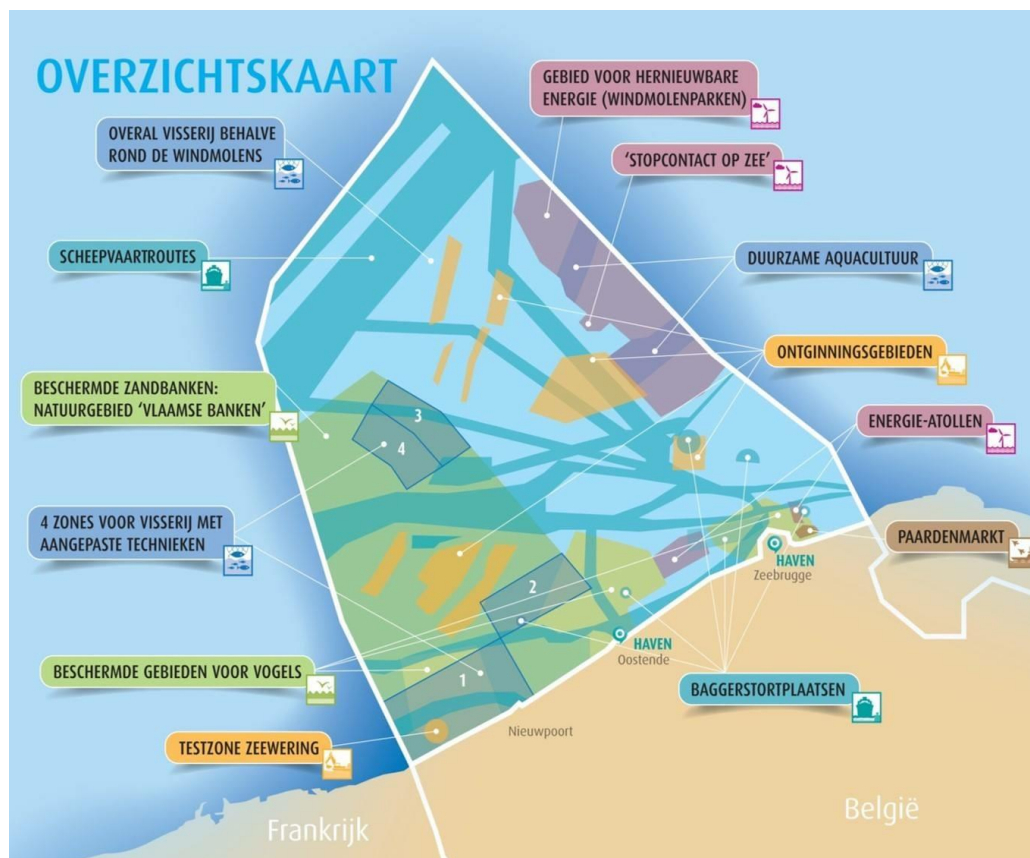 OVERZICHTSKAART
GEBIED VOOR HERNIEUWBARE
ENERGIE (WINDMOLENPARKEN)
OVERAL VISSERIJ BEHALVE
ROND DE WINDMOLENS
‘STOPCONTACT OP ZEE’
SCHEEPVAARTROUTES
DUURZAME AQUACULTUUR
ONTGINNINGSGEBIEDEN
BESCHERMDE ZANDBANKEN:
NATUURGEBIED ‘VLAAMSE BANKEN’
3
4
ENERGIE-ATOLLEN
4 ZONES VOOR VISSERIJ MET
AANGEPASTE TECHNIEKEN
PAARDENMARKT
HAVEN
Zeebrugge
2
HAVEN
Oostende
BESCHERMDE GEBIEDEN VOOR VOGELS
1
BAGGERSTORTPLAATSEN
Nieuwpoort
TESTZONE ZEEWERING
Frankrijk
België